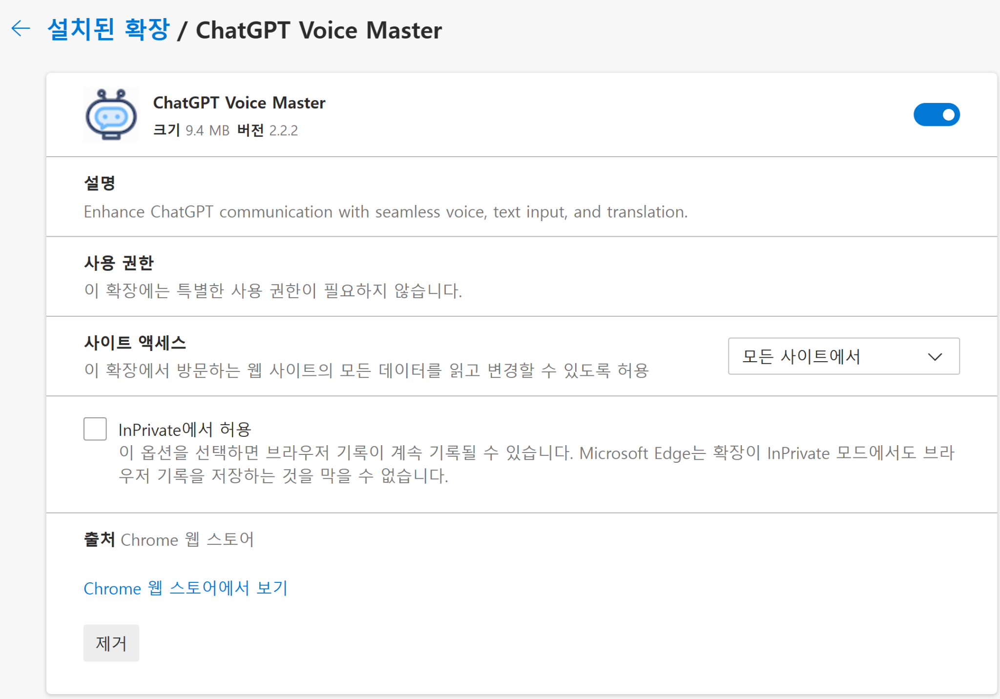 설치된 확장 / ChatGPT Voice Master
ChatGPT Voice Master
크기 9.4 MB 버전 2.2.2
설명
Enhance ChatGPT communication with seamless voice, text input, and translation.
사용 권한
이 확장에는 특별한 사용 권한이 필요하지 않습니다.
사이트 액세스
이 확장에서 방문하는 웹 사이트의 모든 데이터를 읽고 변경할 수 있도록 허용
모든 사이트에서
InPrivate에서 허용
이 옵션을 선택하면 브라우저 기록이 계속 기록될 수 있습니다. Microsoft Edge는 확장이 InPrivate 모드에서도 브라
우저 기록을 저장하는 것을 막을 수 없습니다.
출처 Chrome 웹 스토어
Chrome 웹 스토어에서 보기
제거